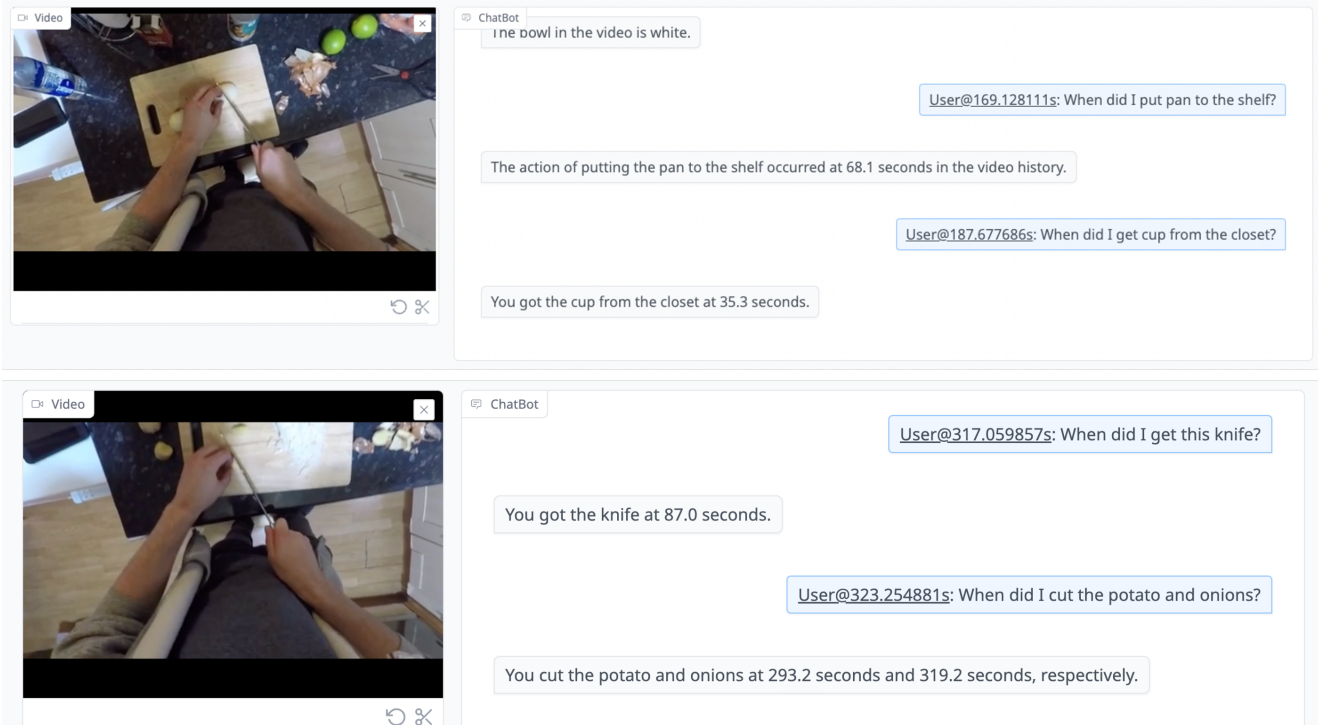 Video
ChatBot
The bowl in the video is white.
User@169.128111s: When did I put pan to the shelf?
The action of putting the pan to the shelf occurred at 68.1 seconds in the video history.
User@187.677686s: When did I get cup from the closet?
You got the cup from the closet at 35.3 seconds.
Video
ChatBot
User@317.059857s: When did I get this knife?
You got the knife at 87.0 seconds.
User@323.254881s: When did I cut the potato and onions?
You cut the potato and onions at 293.2 seconds and 319.2 seconds, respectively.